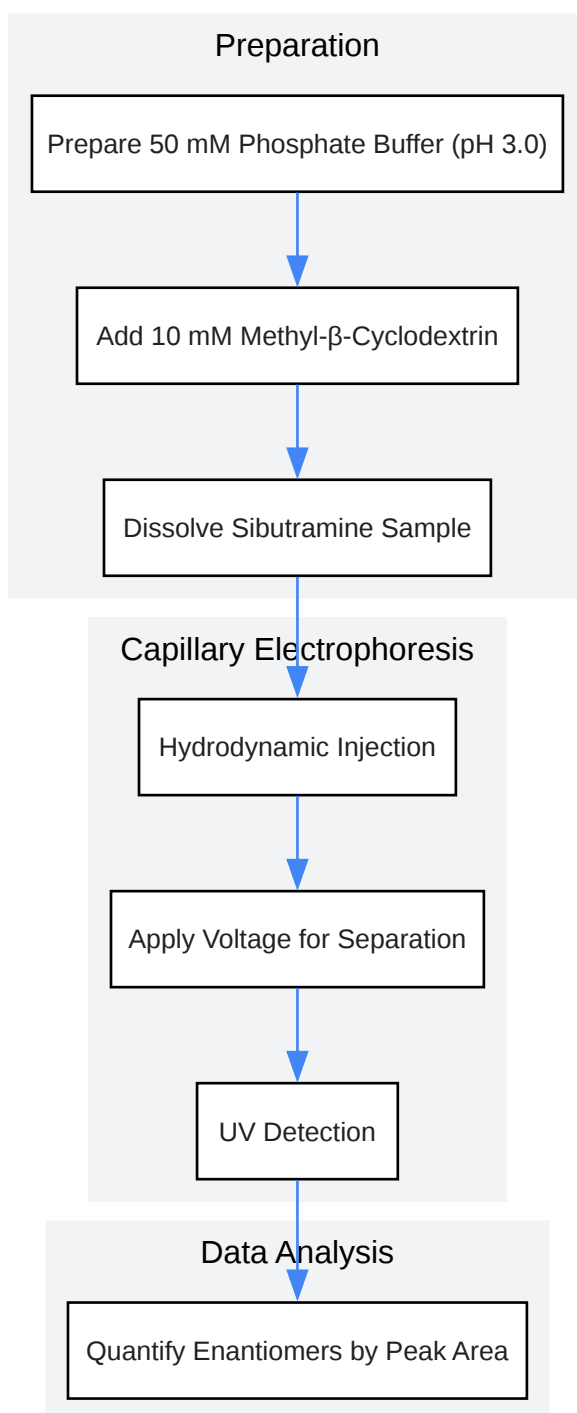 Preparation
Prepare 50 mM Phosphate Buffer (pH 3.0)
Add 10 mM Methyl-β-Cyclodextrin
Dissolve Sibutramine Sample
Capillary Electrophoresis
Hydrodynamic Injection
Apply Voltage for Separation
UV Detection
Data Analysis
Quantify Enantiomers by Peak Area